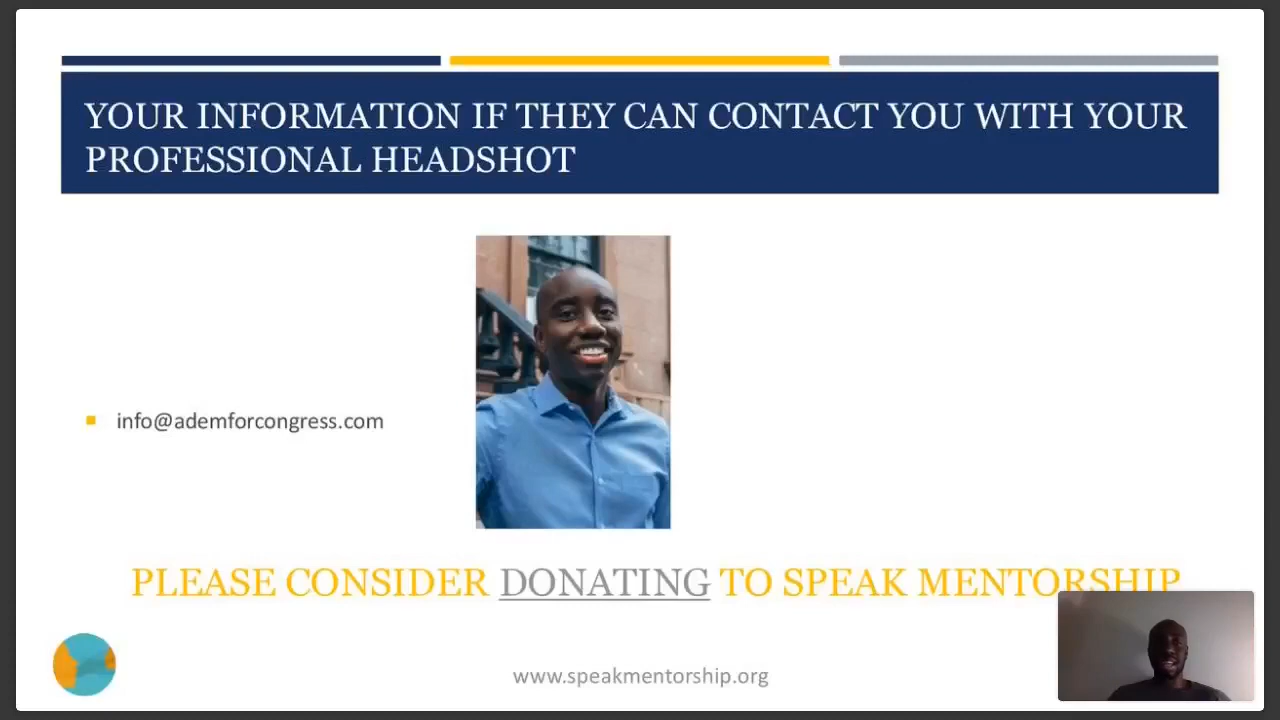 YOUR INFORMATION IF THEY CAN CONTACT YOU WITH YOUR
PROFESSIONAL HEADSHOT
info@ademforcongress.com
PLEASE CONSIDER DONATING TO SPEAK MENTORSHIP
www.speakmentorship.org